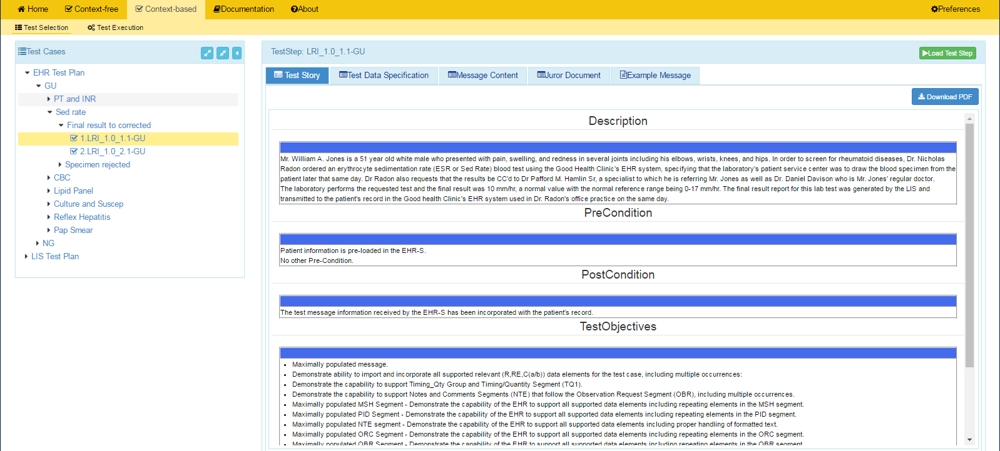 Home Context-free Context-based Documentation About Preferences
Test Selection Test Execution
Test Cases
EHR Test Plan
GU
PT and INR
Sed rate
Final result to corrected
1.LRI_1.0_1.1-GU
2.LRI_1.0_2.1-GU
Specimen rejected
CBC
Lipid Panel
Culture and Suscep
Reflex Hepatitis
Pap Smear
NG
LIS Test Plan
TestStep: LRI_1.0_1.1-GU
Load Test Step
Test Story Test Data Specification Message Content Juror Document Example Message
Download PDF
Description
Mr. William A. Jones is a 51 year old white male who presented with pain, swelling, and redness in several joints including his elbows, wrists, knees, and hips. In order to screen for rheumatoid diseases, Dr. Nicholas
Radon ordered an erythrocyte sedimentation rate (ESR or Sed Rate) blood test using the Good Health Clinic's EHR system, specifying that the laboratory's patient service center was to draw the blood specimen from the
patient later that same day. Dr Radon also requests that the results be CC'd to Dr Pafford M. Hamlin Sr, a specialist to which he is referring Mr. Jones as well as Dr. Daniel Davison who is Mr. Jones' regular doctor.
The laboratory performs the requested test and the final result was 10 mm/hr, a normal value with the normal reference range being 0-17 mm/hr. The final result report for this lab test was generated by the LIS and
transmitted to the patient's record in the Good health Clinic's EHR system used in Dr. Radon's office practice on the same day.
PreCondition
Patient information is pre-loaded in the EHR-S.
No other Pre-Condition.
PostCondition
The test message information received by the EHR-S has been incorporated with the patient's record.
TestObjectives
Maximally populated message.
Demonstrate ability to import and incorporate all supported relevant (R,RE,C(a/b)) data elements for the test case, including multiple occurrences:
Demonstrate the capability to support Timing_Qty Group and Timing/Quantity Segment (TQ1).
Demonstrate the capability to support Notes and Comments Segments (NTE) that follow the Observation Request Segment (OBR), including multiple occurrences.
Maximally populated MSH Segment - Demonstrate the capability of the EHR to support all supported data elements including repeating elements in the MSH segment.
Maximally populated PID Segment - Demonstrate the capability of the EHR to support all supported data elements including repeating elements in the PID segment.
Maximally populated NTE segment - Demonstrate the capability of the EHR to support all supported data elements including proper handling of formatted text.
Maximally populated ORC Segment - Demonstrate the capability of the EHR to support all supported data elements including repeating elements in the ORC segment.
Maximally populated OBR Segment - Demonstrate the capability of the EHR to support all supported data elements including repeating elements in the OBR segment